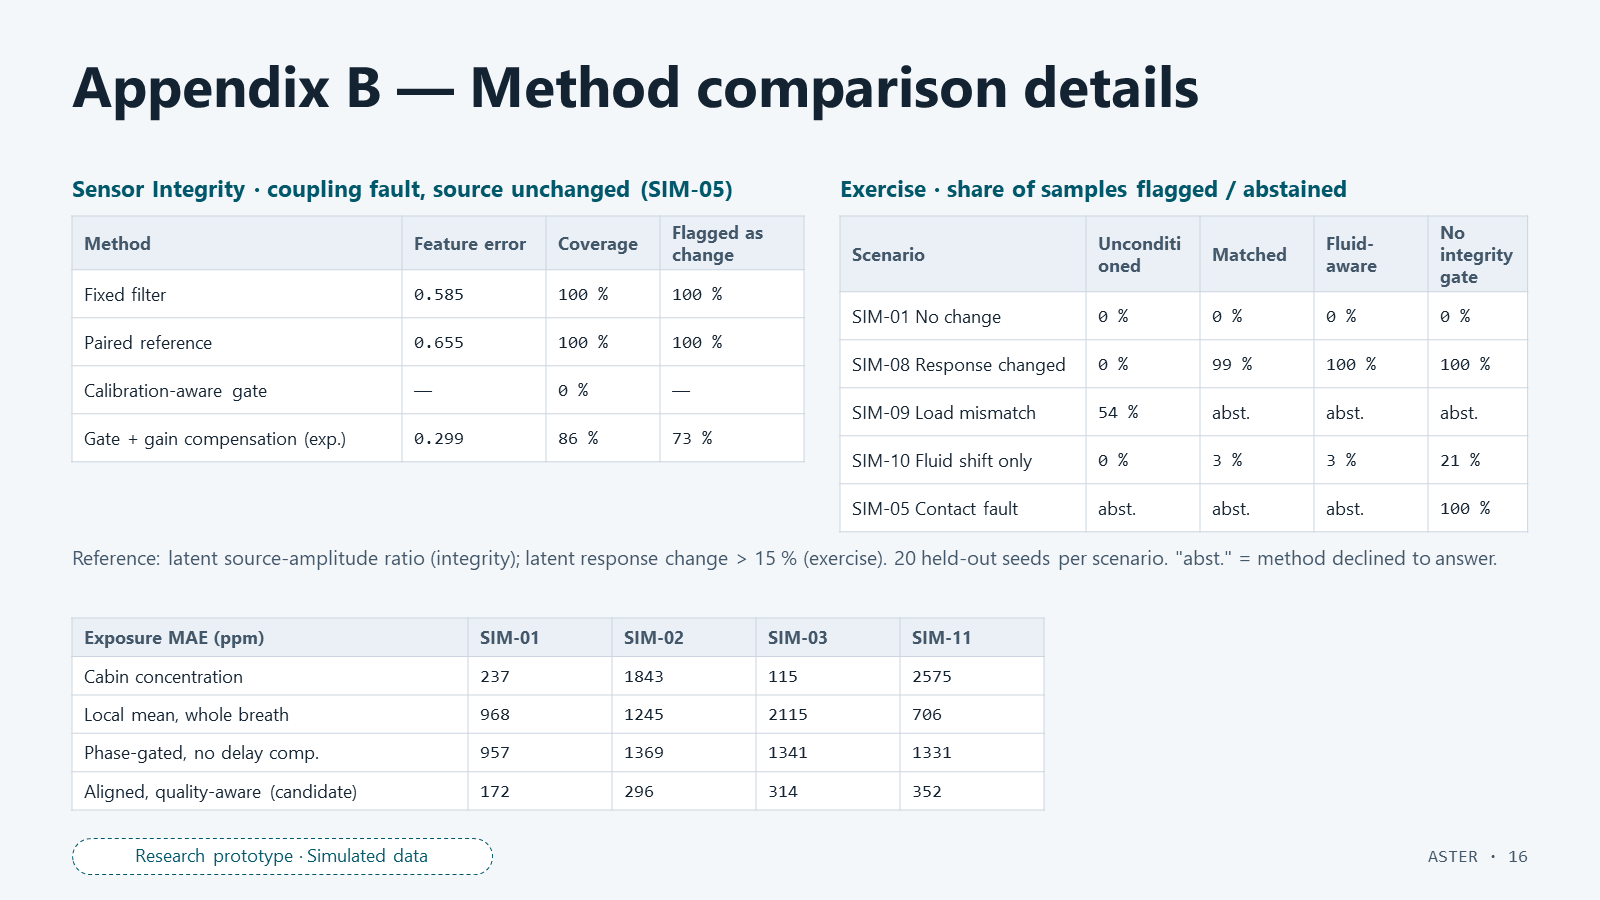 Appendix B — Method comparison details
Sensor Integrity · coupling fault, source unchanged (SIM-05)
Method Feature error Coverage Flagged as change
Fixed filter 0.585 100 % 100 %
Paired reference 0.655 100 % 100 %
Calibration-aware gate — 0 % —
Gate + gain compensation (exp.) 0.299 86 % 73 %
Exercise · share of samples flagged / abstained
Scenario Unconditioned Matched Fluid-aware No integrity gate
SIM-01 No change 0 % 0 % 0 % 0 %
SIM-08 Response changed 0 % 99 % 100 % 100 %
SIM-09 Load mismatch 54 % abst. abst. abst.
SIM-10 Fluid shift only 0 % 3 % 3 % 21 %
SIM-05 Contact fault abst. abst. abst. 100 %
Reference: latent source-amplitude ratio (integrity); latent response change > 15 % (exercise). 20 held-out seeds per scenario. "abst." = method declined to answer.
Exposure MAE (ppm) SIM-01 SIM-02 SIM-03 SIM-11
Cabin concentration 237 1843 115 2575
Local mean, whole breath 968 1245 2115 706
Phase-gated, no delay comp. 957 1369 1341 1331
Aligned, quality-aware (candidate) 172 296 314 352
Research prototype · Simulated data
ASTER · 16